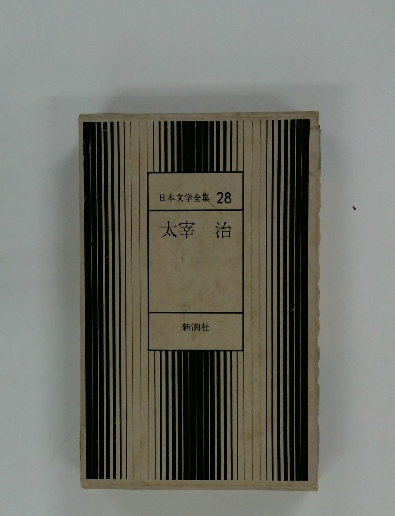 日本文学全集 28
太宰 治
新潮社